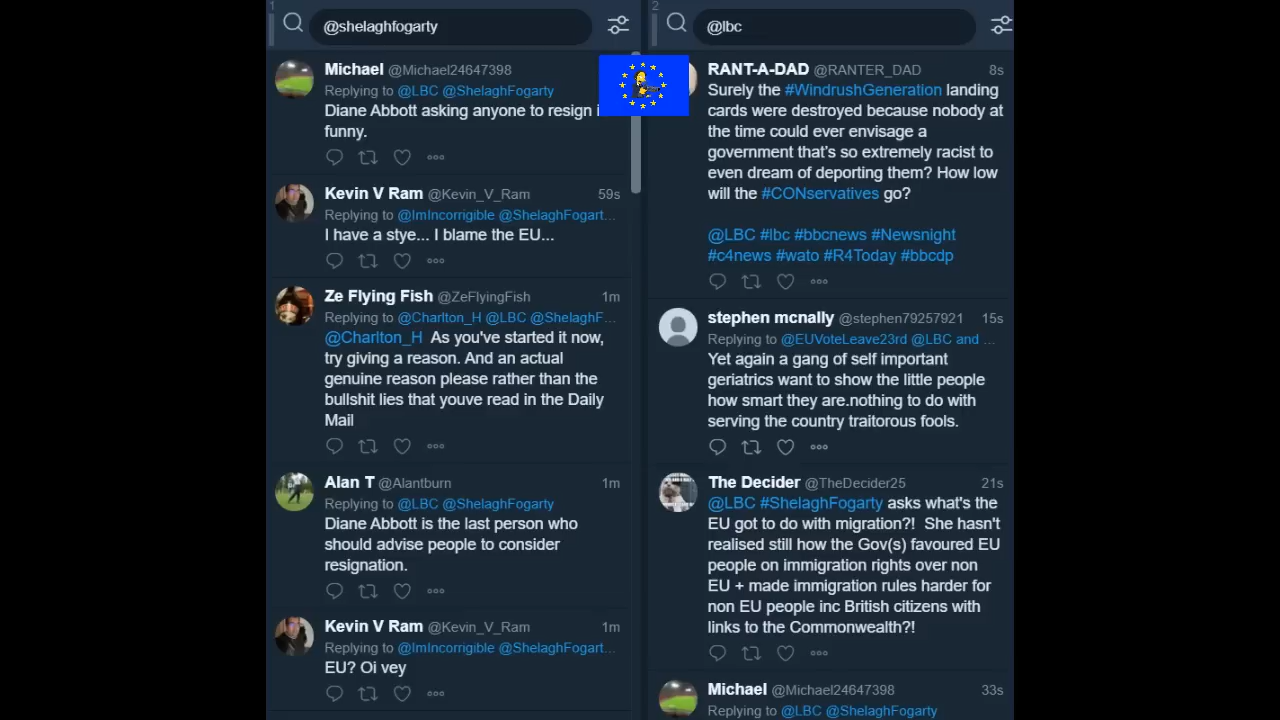 1
@shelaghfogarty
Michael @Michael24647398
Replying to @LBC @ShelaghFogarty
Diane Abbott asking anyone to resign
funny.
Kevin V Ram @Kevin_V_Ram 59s
Replying to @ImIncorrigible @ShelaghFogart...
I have a stye... I blame the EU...
Ze Flying Fish @ZeFlyingFish 1m
Replying to @Charlton_H @LBC @ShelaghF...
@Charlton_H As you've started it now,
try giving a reason. And an actual
genuine reason please rather than the
bullshit lies that youve read in the Daily
Mail
Alan T @Alantburn 1m
Replying to @LBC @ShelaghFogarty
Diane Abbott is the last person who
should advise people to consider
resignation.
Kevin V Ram @Kevin_V_Ram 1m
Replying to @ImIncorrigible @ShelaghFogart...
EU? Oi vey
2
@lbc
RANT-A-DAD @RANTER_DAD 8s
Surely the #WindrushGeneration landing
cards were destroyed because nobody at
the time could ever envisage a
government that's so extremely racist to
even dream of deporting them? How low
will the #CONservatives go?
@LBC #lbc #bbcnews #Newsnight
#c4news #wato #R4Today #bbcdp
stephen mcnally @stephen79257921 15s
Replying to @EUVoteLeave23rd @LBC and ...
Yet again a gang of self important
geriatrics want to show the little people
how smart they are.nothing to do with
serving the country traitorous fools.
The Decider @TheDecider25 21s
@LBC #ShelaghFogarty asks what's the
EU got to do with migration?! She hasn't
realised still how the Gov(s) favoured EU
people on immigration rights over non
EU + made immigration rules harder for
non EU people inc British citizens with
links to the Commonwealth?!
Michael @Michael24647398 33s
Replying to @LBC @ShelaghFogarty